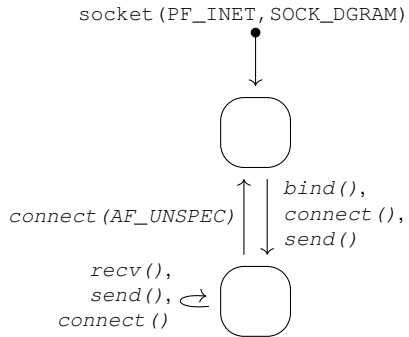 socket(PF_INET,SOCK_DGRAM)
bind(),
connect(),
send()
connect(AF_UNSPEC)
recv(),
send(),
connect()